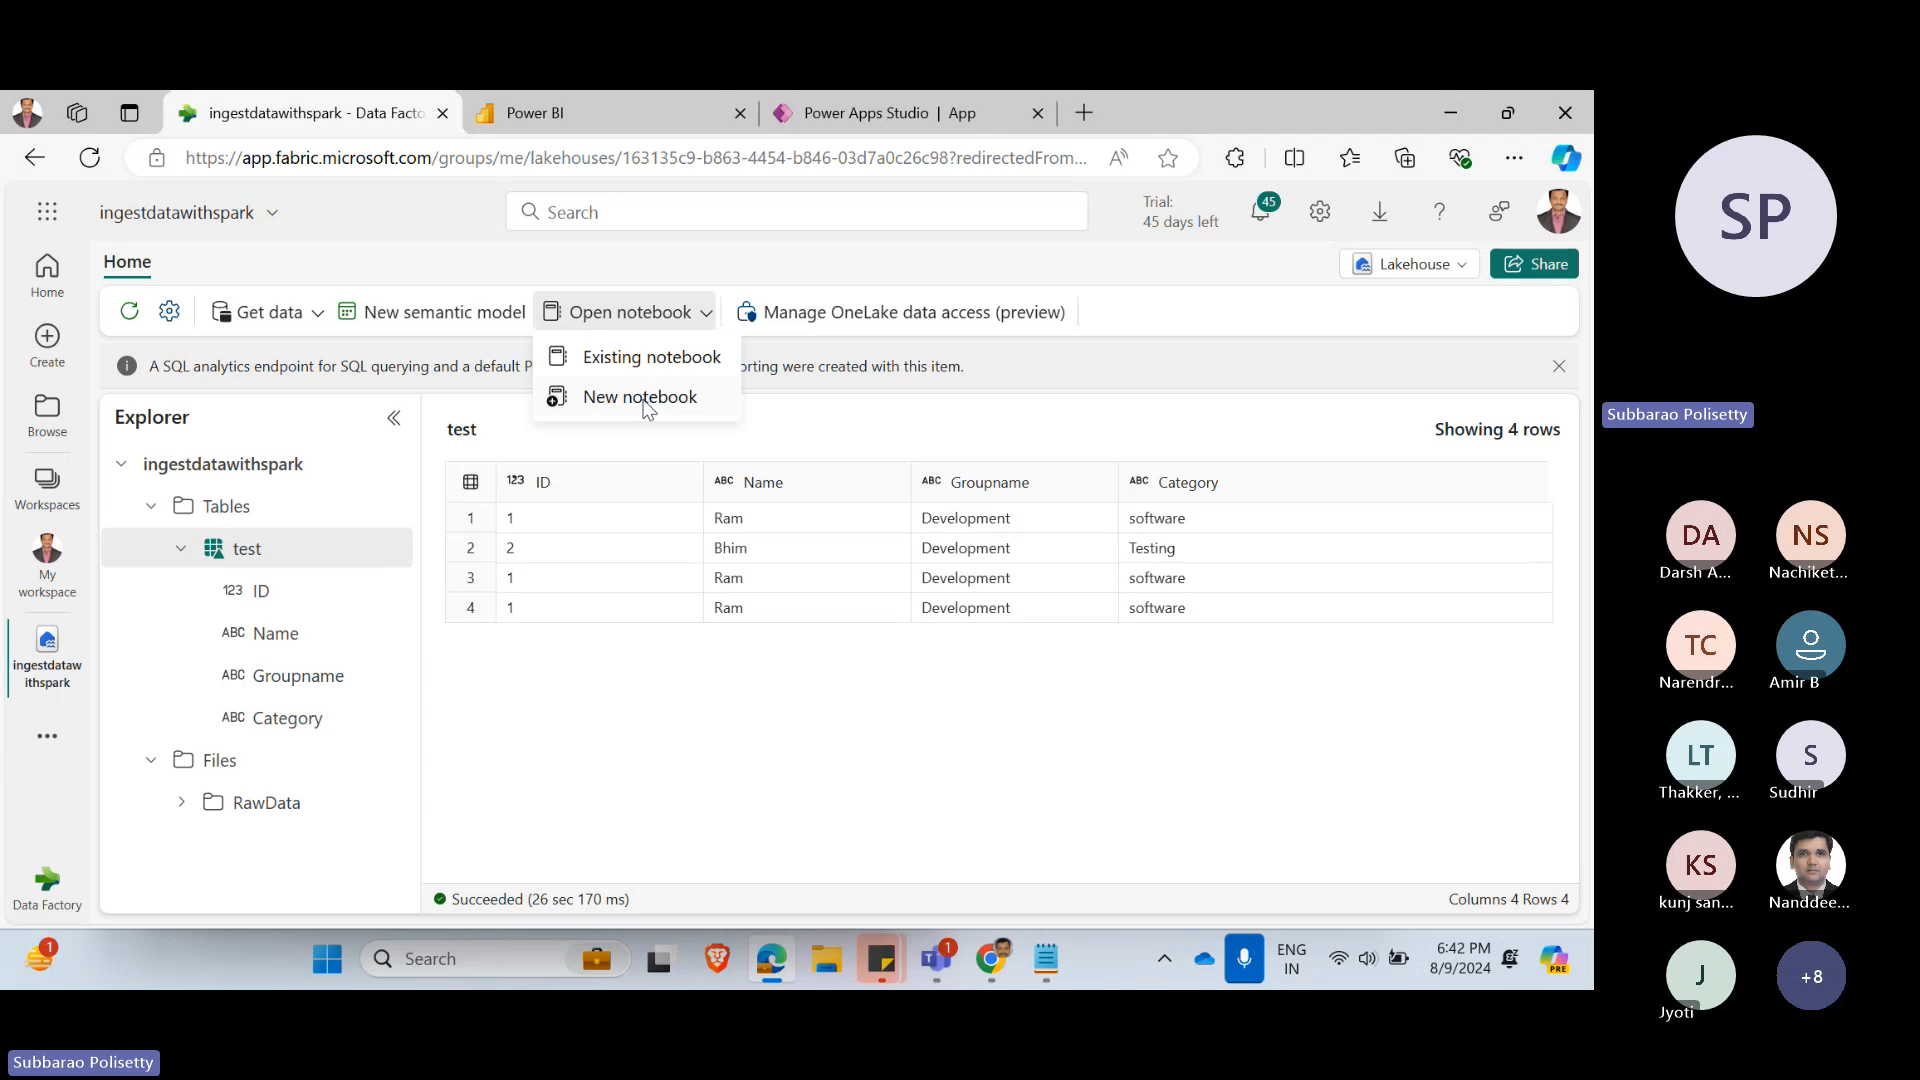 ingestdatawithspark - Data Facto
Power BI
Power Apps Studio | App
https://app.fabric.microsoft.com/groups/me/lakehouses/163135c9-b863-4454-b846-03d7a0c26c98?redirectedFrom...
ingestdatawithspark
Search
Trial:
45 days left
45
Home
Lakehouse
Share
Get data
New semantic model
Open notebook
Manage OneLake data access (preview)
Existing notebook
New notebook
A SQL analytics endpoint for SQL querying and a default P
orting were created with this item.
Home
Create
Browse
Workspaces
My
workspace
ingestdataw
ithspark
Data Factory
Explorer
ingestdatawithspark
Tables
test
123 ID
ABC Name
ABC Groupname
ABC Category
Files
RawData
test
Showing 4 rows
123 ID ABC Name ABC Groupname ABC Category
1 1 Ram Development software
2 2 Bhim Development Testing
3 1 Ram Development software
4 1 Ram Development software
Succeeded (26 sec 170 ms)
Columns 4 Rows 4
1
Search
1
PRE
ENG
IN
6:42 PM
8/9/2024
SP
Subbarao Polisetty
DA
Darsh A...
NS
Nachiket...
TC
Narendr...
Amir B
LT
Thakker, ...
S
Sudhir
KS
kunj san...
Nanddee...
J
Jyoti
+8
Subbarao Polisetty